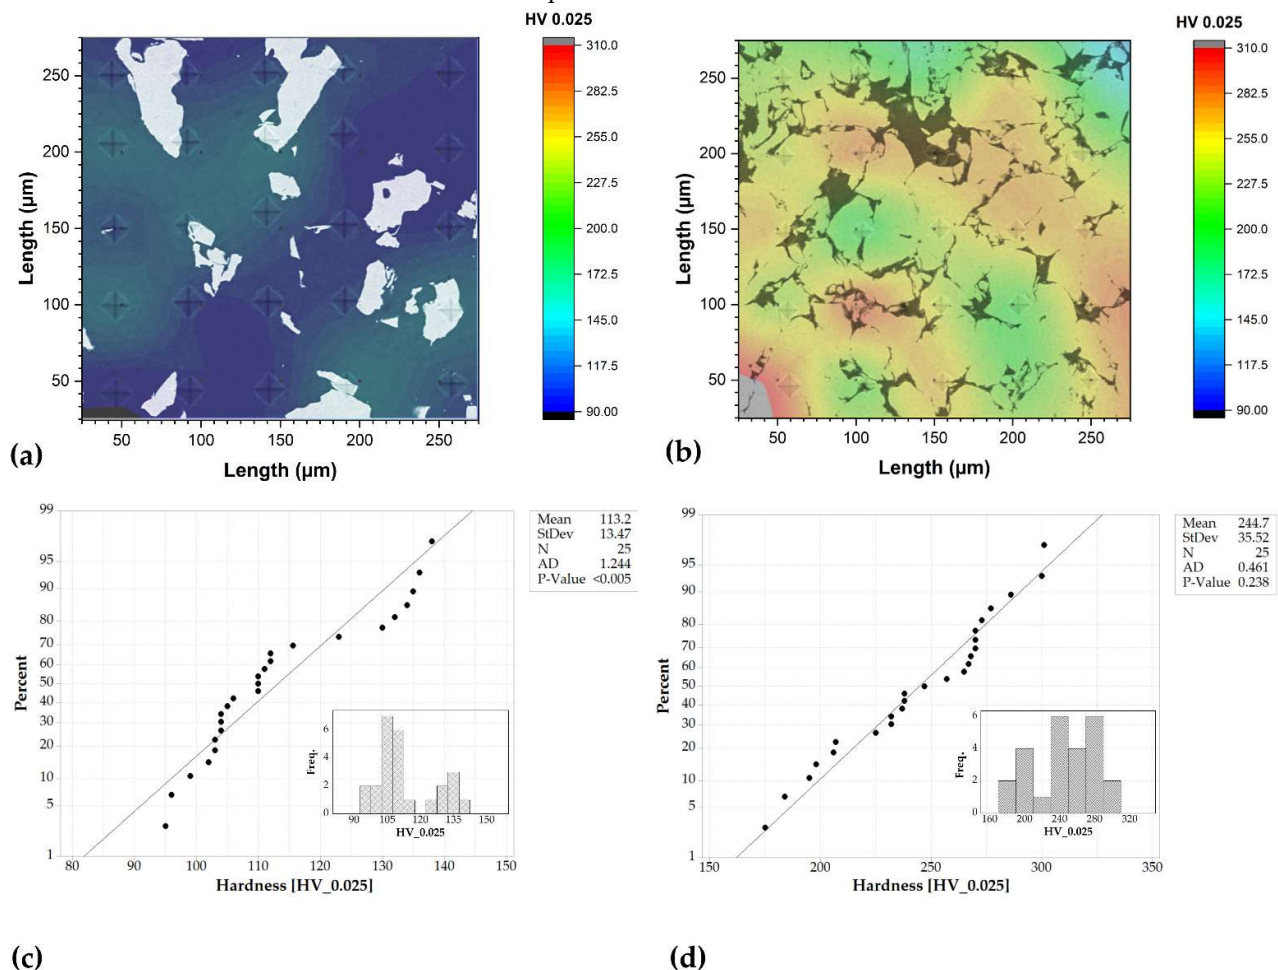 HV 0.025
310.0
282.5
255.0
227.5
200.0
172.5
145.0
117.5
90.00
250
200
150
100
50
Length (µm)
50 100 150 200 250
Length (µm)
(a)
HV 0.025
310.0
282.5
255.0
227.5
200.0
172.5
145.0
117.5
90.00
250
200
150
100
50
Length (µm)
50 100 150 200 250
Length (µm)
(b)
99
95
90
80
70
60
50
40
30
20
10
5
1
Percent
80 90 100 110 120 130 140 150
Hardness [HV_0.025]
Mean 113.2
StDev 13.47
N 25
AD 1.244
P-Value <0.005
6
4
2
0
Freq.
90 105 120 135 150
HV_0.025
(c)
99
95
90
80
70
60
50
40
30
20
10
5
1
Percent
150 200 250 300 350
Hardness [HV_0.025]
Mean 244.7
StDev 35.52
N 25
AD 0.461
P-Value 0.238
6
4
2
0
Freq.
160 200 240 280 320
HV_0.025
(d)